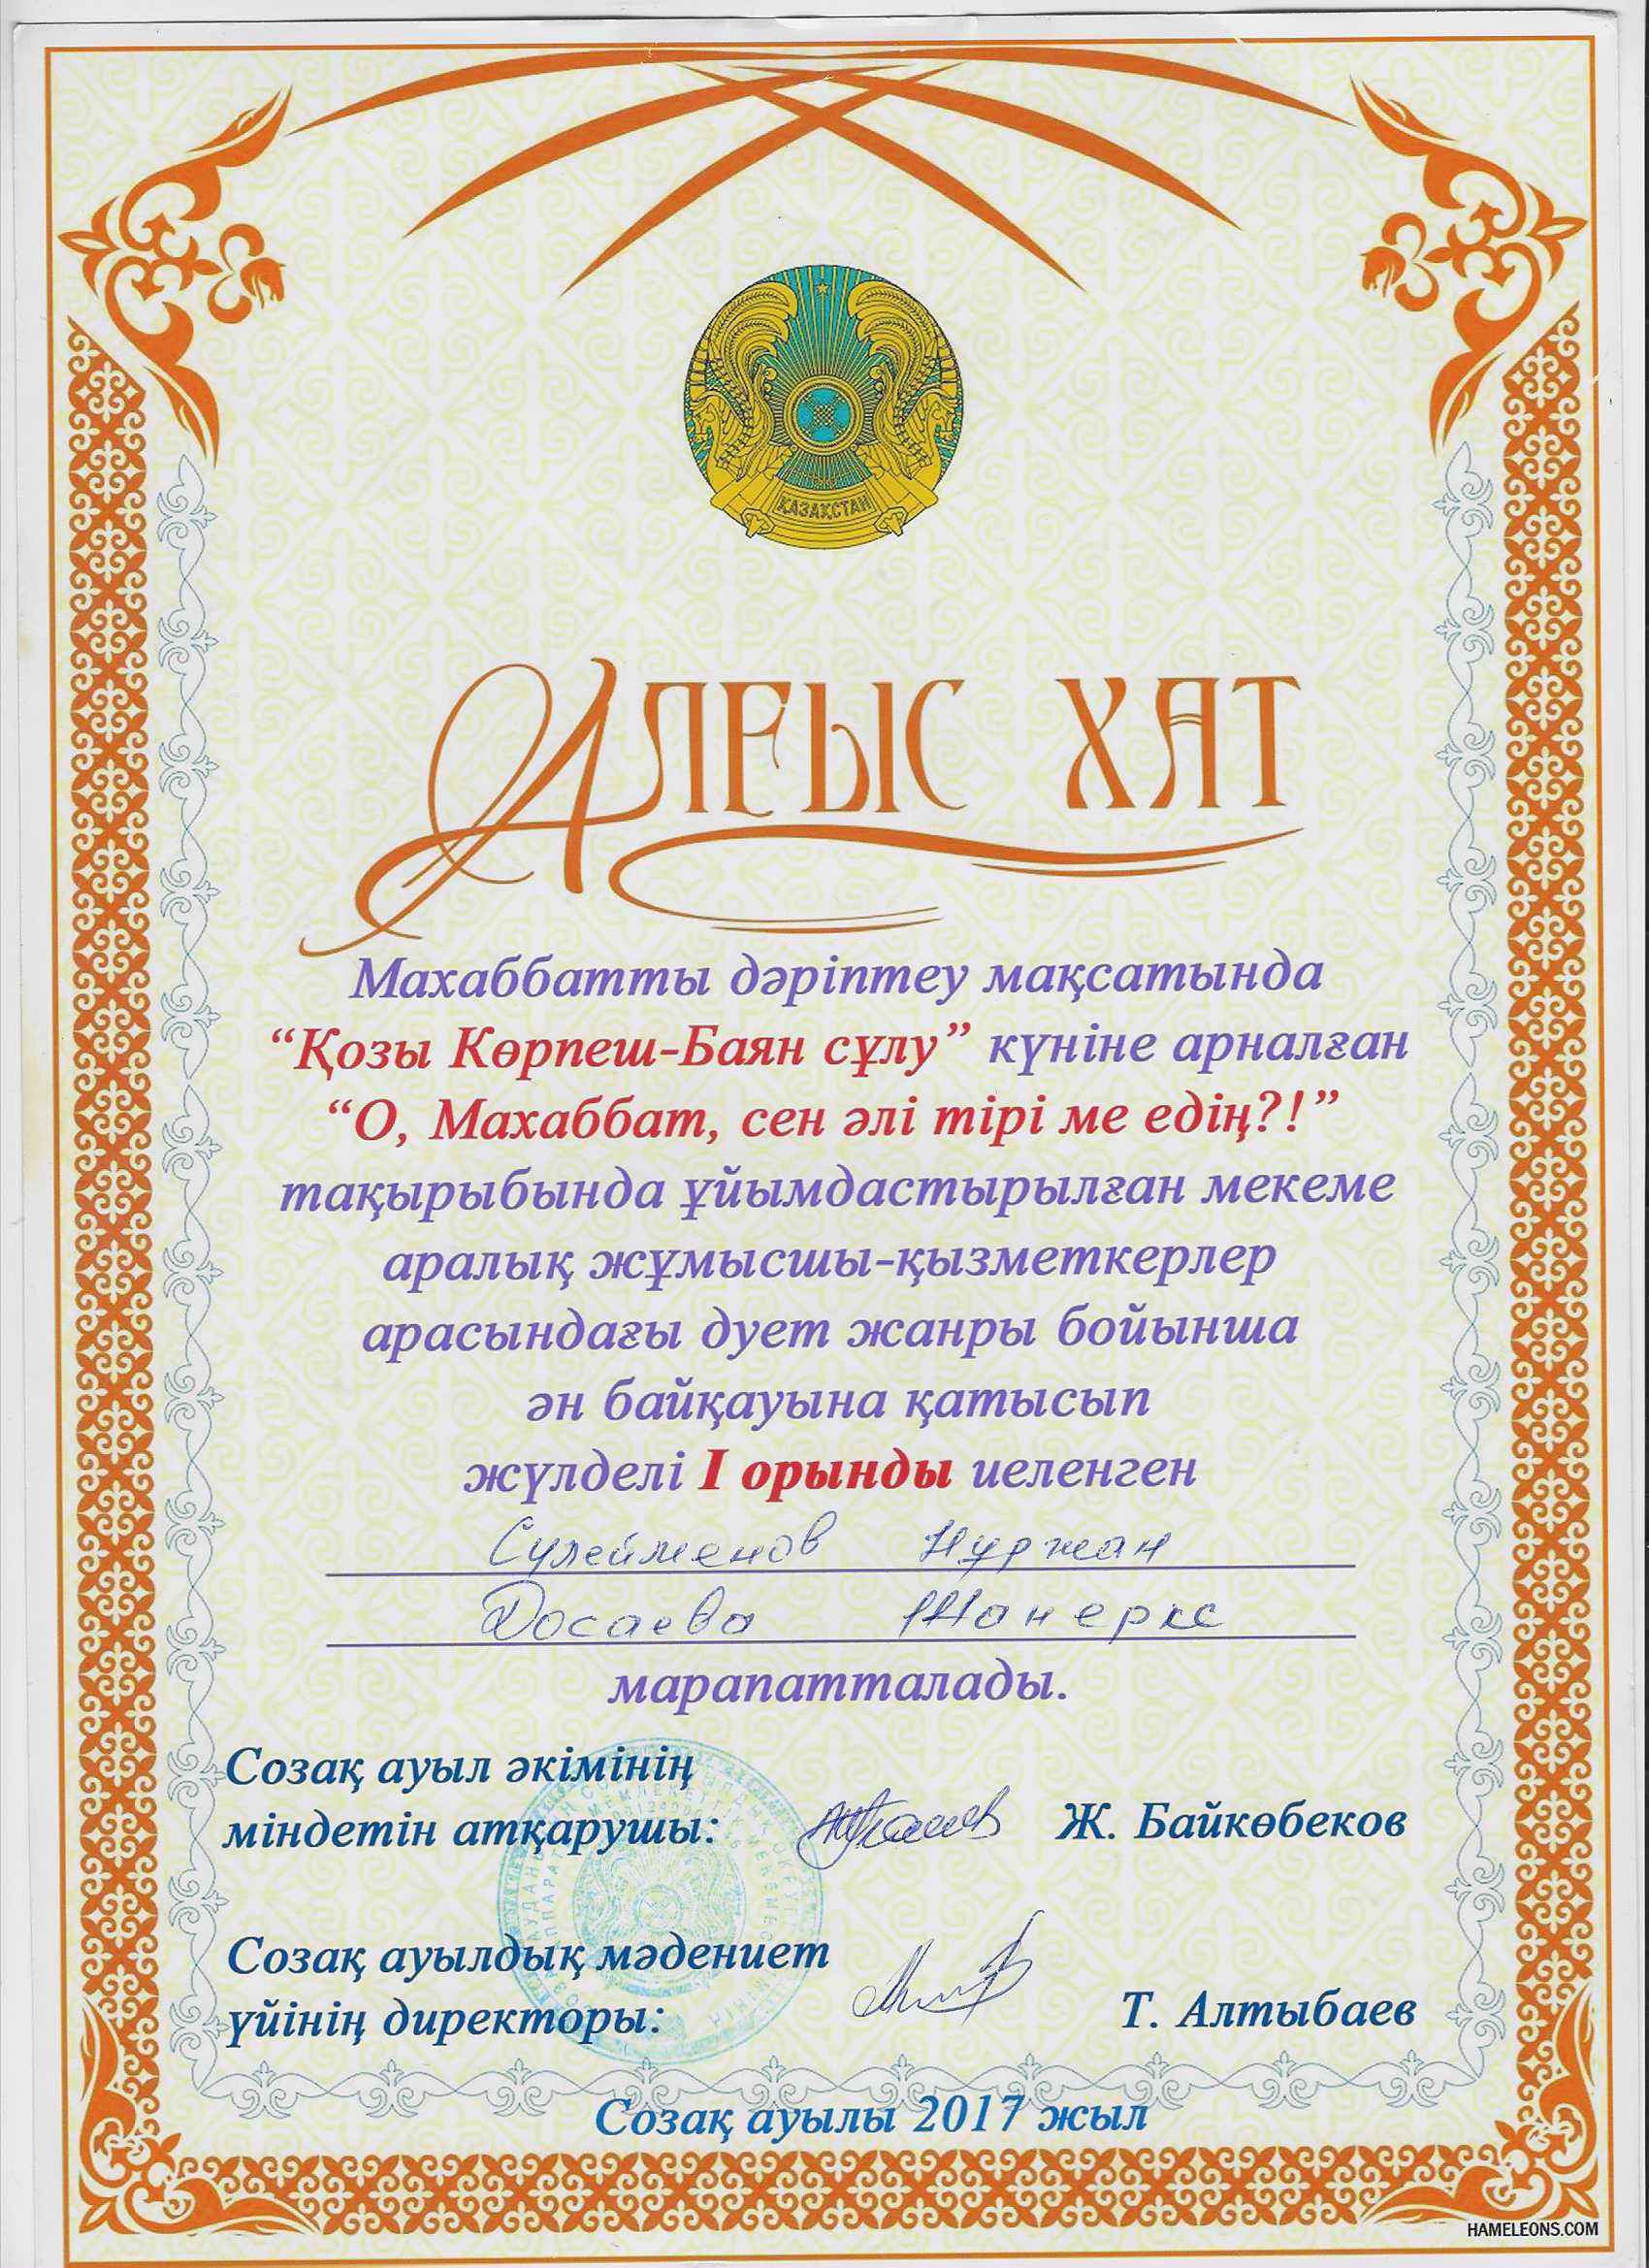 ҚАЗАҚСТАН
АЛҒЫС ХАТ
Махаббатты дәріптеу мақсатында
“Қозы Көрпеш-Баян сұлу” күніне арналған
“О, Махаббат, сен әлі тірі ме едің?!”
тақырыбында ұйымдастырылған мекеме
аралық жұмысшы-қызметкерлер
арасындағы дует жанры бойынша
ән байқауына қатысып
жүлделі І орынды иеленген
Сулейменов Нұржан
Досаева Шонерке
марапатталады.
Созақ ауыл әкімінің
міндетін атқарушы: Ж. Байкөбеков
Созақ ауылдық мәдениет
үйінің директоры: Т. Алтыбаев
Созақ ауылы 2017 жыл
HAMELEONS.COM